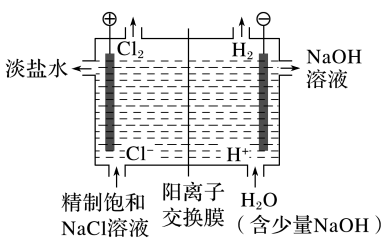 ⊕ ⊖
Cl₂ H₂
淡盐水 NaOH
溶液
Cl⁻ H⁺
精制饱和 阳离子 H₂O
NaCl溶液 交换膜 (含少量NaOH)